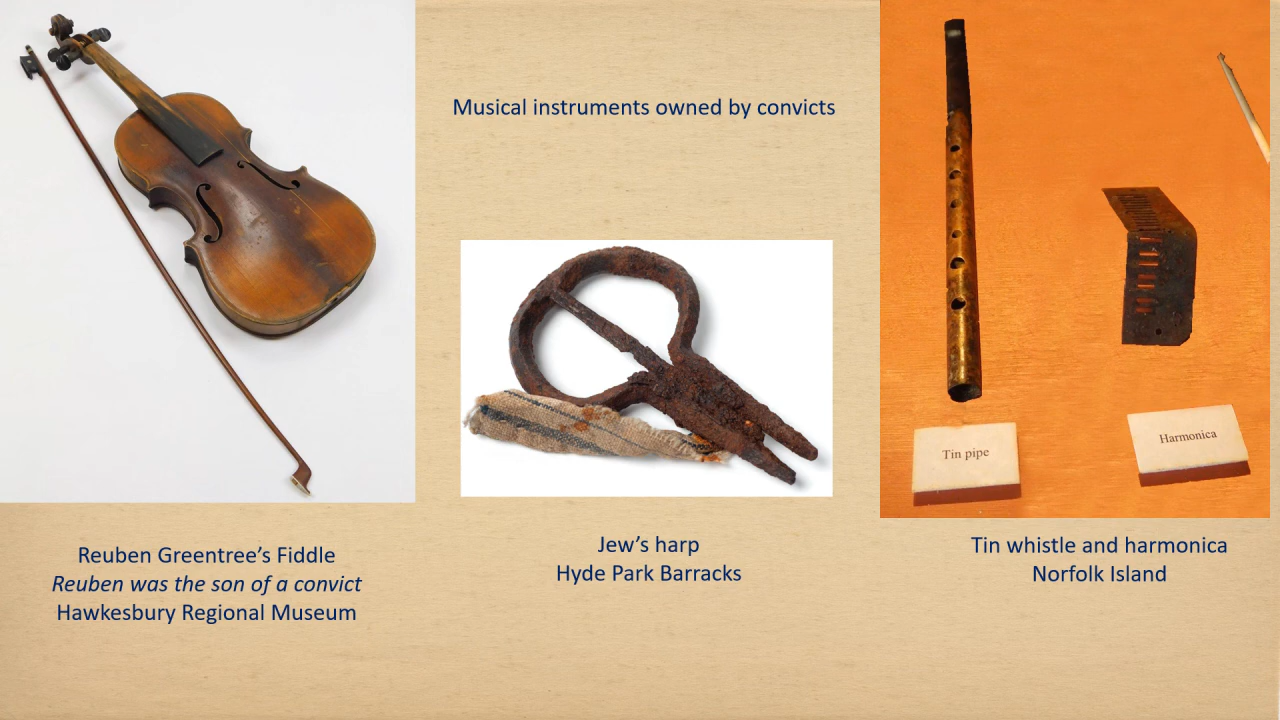 Musical instruments owned by convicts
Tin pipe
Harmonica
Reuben Greentree’s Fiddle
Reuben was the son of a convict
Hawkesbury Regional Museum
Jew’s harp
Hyde Park Barracks
Tin whistle and harmonica
Norfolk Island